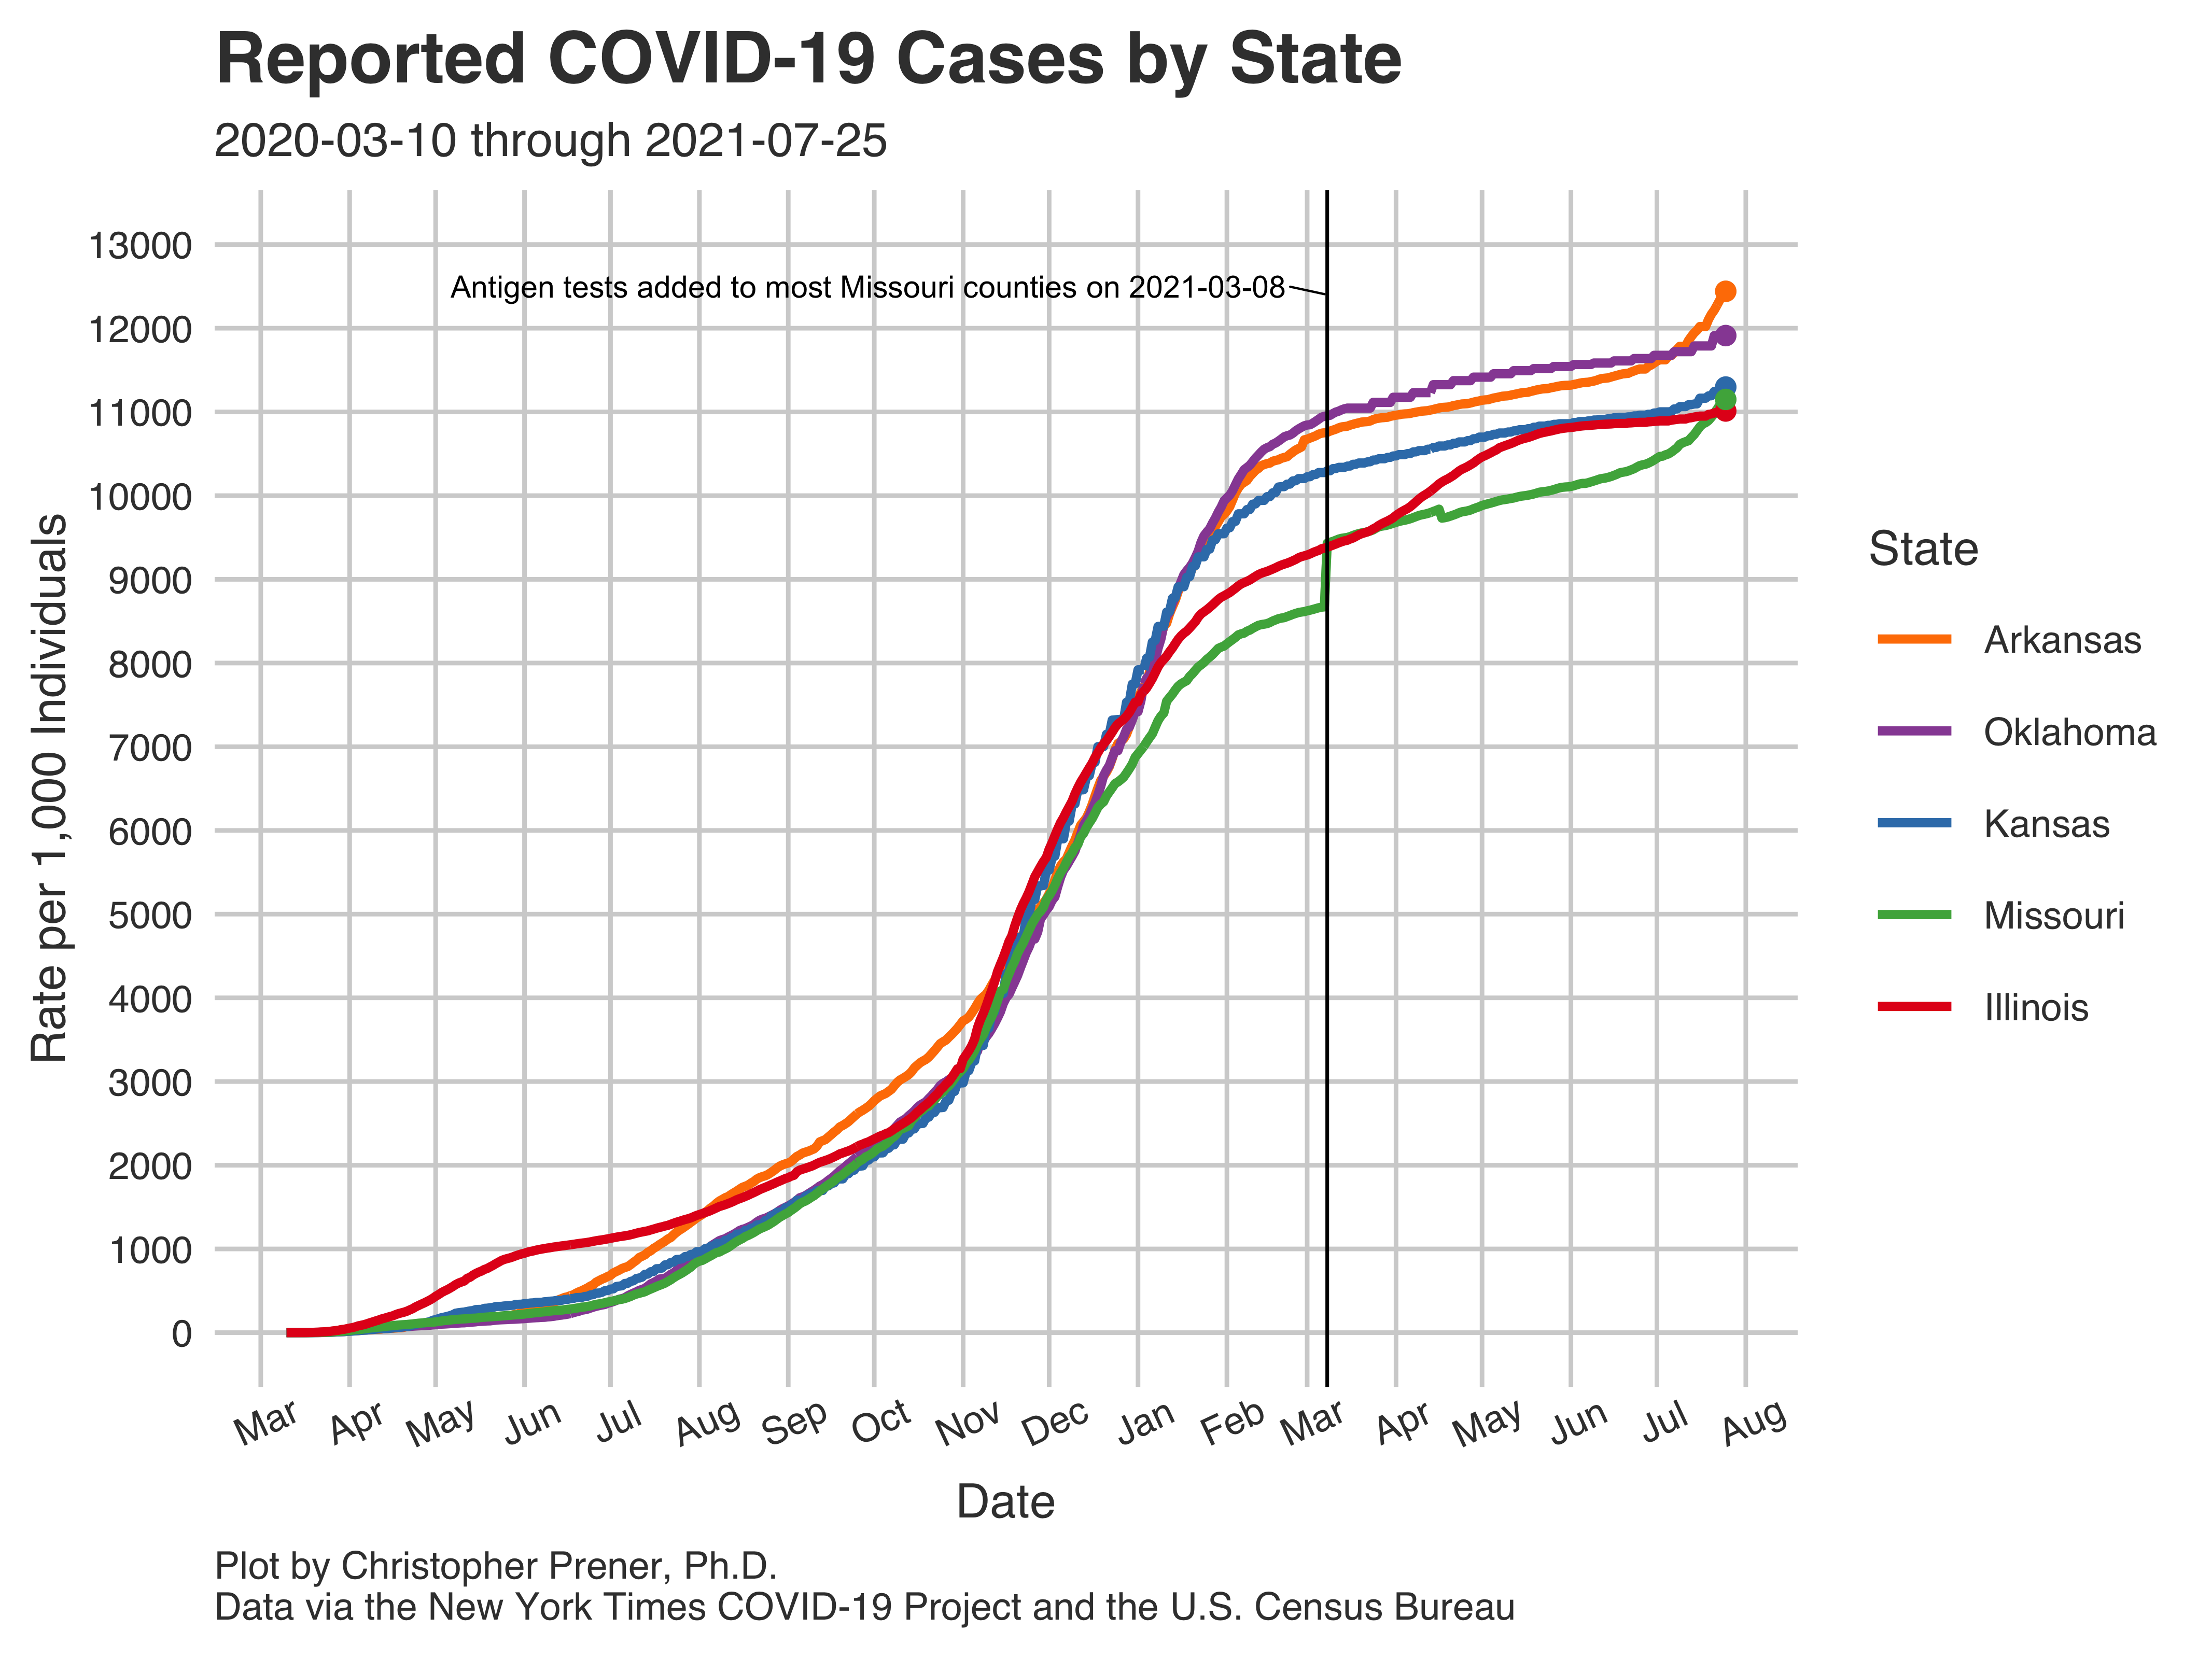 Reported COVID-19 Cases by State
2020-03-10 through 2021-07-25
Rate per 1,000 Individuals
13000
12000
11000
10000
9000
8000
7000
6000
5000
4000
3000
2000
1000
0
Antigen tests added to most Missouri counties on 2021-03-08
Mar Apr May Jun Jul Aug Sep Oct Nov Dec Jan Feb Mar Apr May Jun Jul Aug
Date
State
Arkansas
Oklahoma
Kansas
Missouri
Illinois
Plot by Christopher Prener, Ph.D.
Data via the New York Times COVID-19 Project and the U.S. Census Bureau